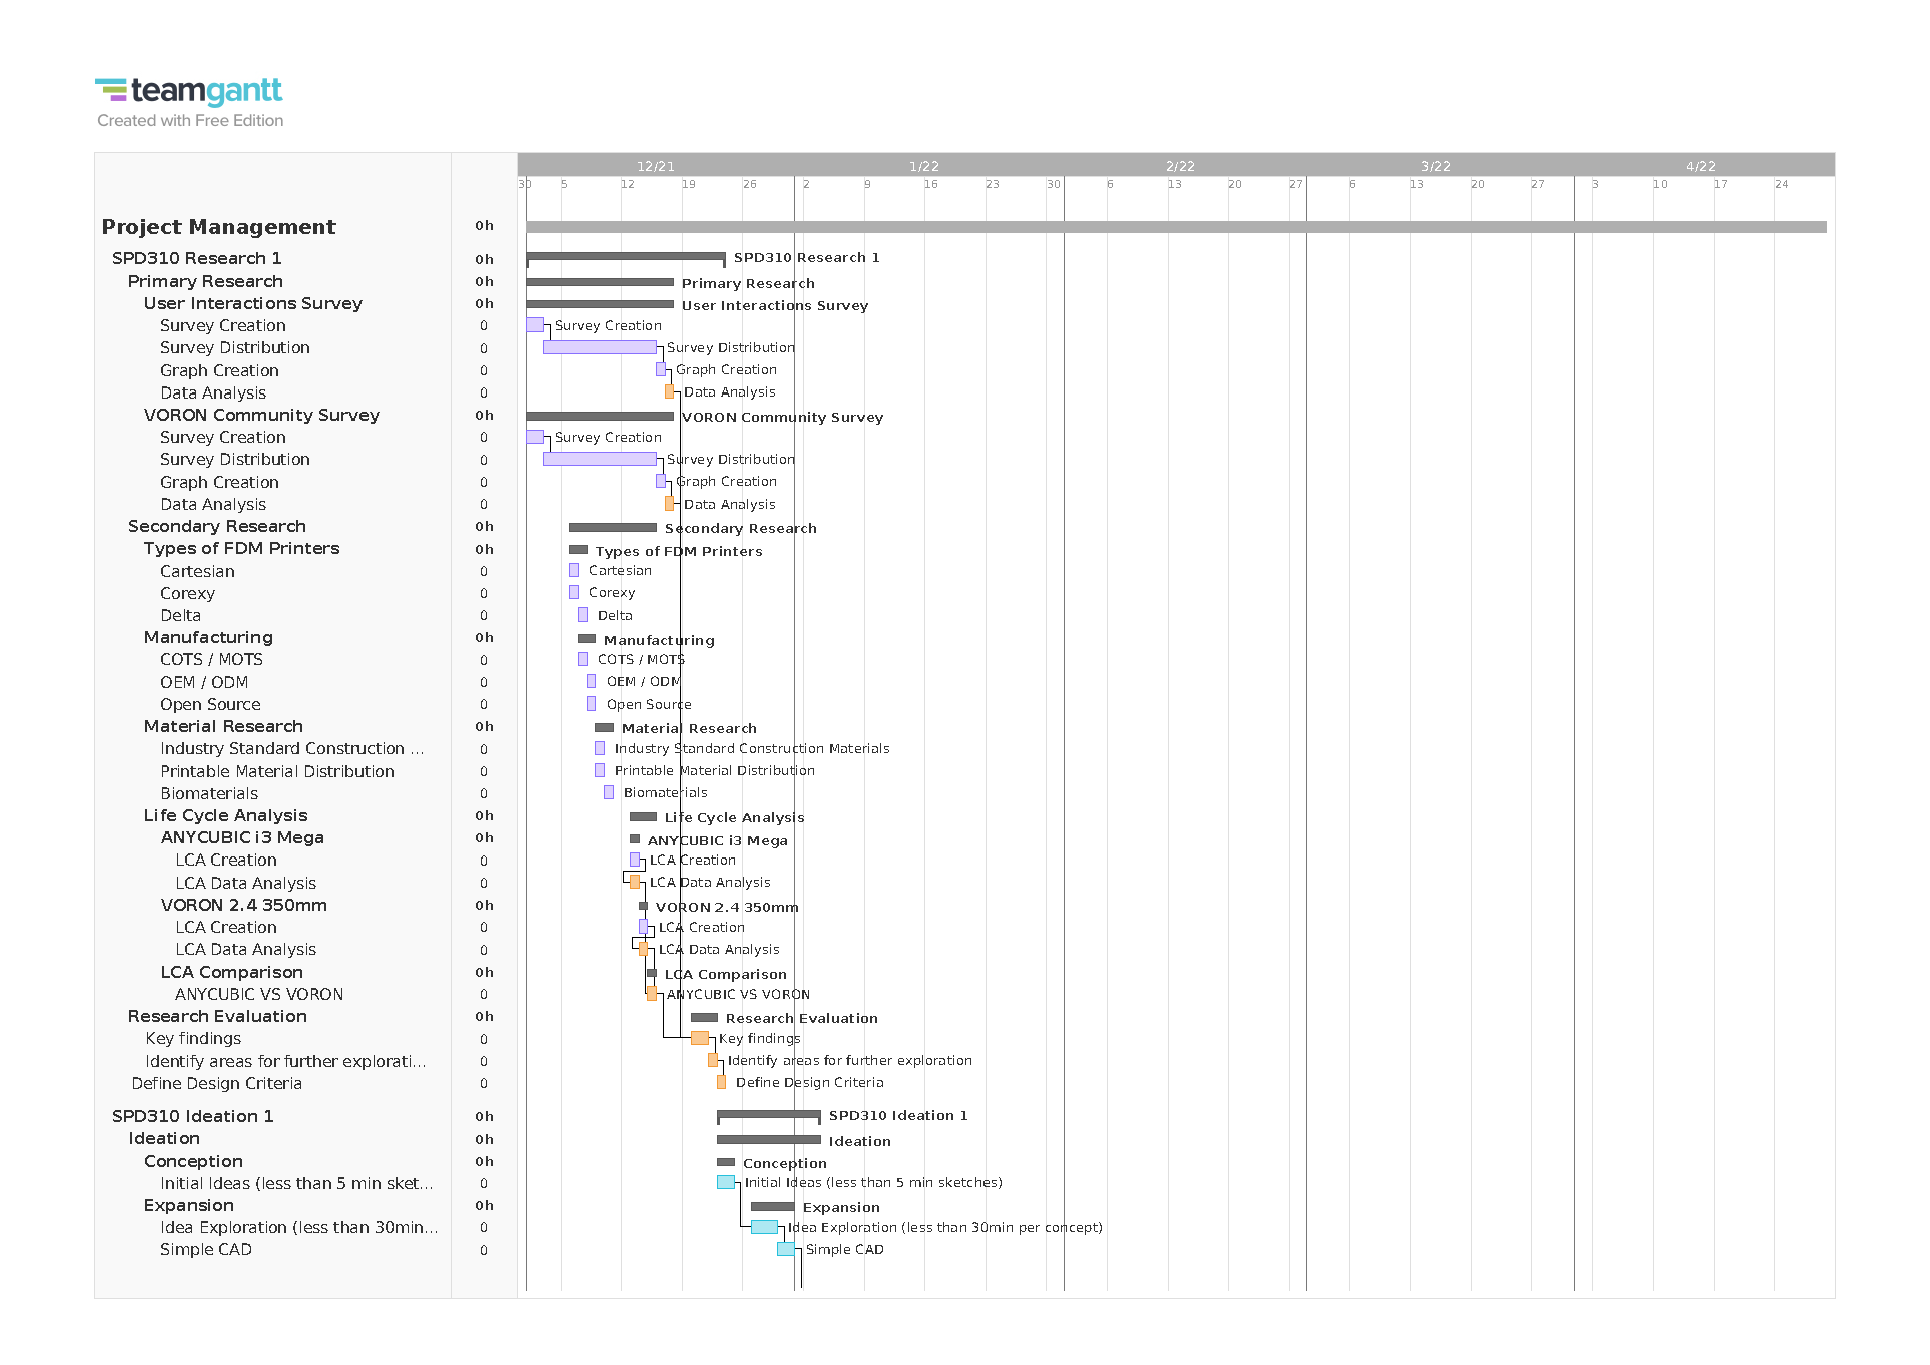 teamgantt
Created with Free Edition
12/21 1/22 2/22 3/22 4/22
30 5 12 19 26 2 9 16 23 30 6 13 20 27 6 13 20 27 3 10 17 24
Project Management 0h
SPD310 Research 1 0h SPD310 Research 1
Primary Research 0h Primary Research
User Interactions Survey 0h User Interactions Survey
Survey Creation 0 Survey Creation
Survey Distribution 0 Survey Distribution
Graph Creation 0 Graph Creation
Data Analysis 0 Data Analysis
VORON Community Survey 0h VORON Community Survey
Survey Creation 0 Survey Creation
Survey Distribution 0 Survey Distribution
Graph Creation 0 Graph Creation
Data Analysis 0 Data Analysis
Secondary Research 0h Secondary Research
Types of FDM Printers 0h Types of FDM Printers
Cartesian 0 Cartesian
Corexy 0 Corexy
Delta 0 Delta
Manufacturing 0h Manufacturing
COTS / MOTS 0 COTS / MOTS
OEM / ODM 0 OEM / ODM
Open Source 0 Open Source
Material Research 0h Material Research
Industry Standard Construction ... 0 Industry Standard Construction Materials
Printable Material Distribution 0 Printable Material Distribution
Biomaterials 0 Biomaterials
Life Cycle Analysis 0h Life Cycle Analysis
ANYCUBIC i3 Mega 0h ANYCUBIC i3 Mega
LCA Creation 0 LCA Creation
LCA Data Analysis 0 LCA Data Analysis
VORON 2.4 350mm 0h VORON 2.4 350mm
LCA Creation 0 LCA Creation
LCA Data Analysis 0 LCA Data Analysis
LCA Comparison 0h LCA Comparison
ANYCUBIC VS VORON 0 ANYCUBIC VS VORON
Research Evaluation 0h Research Evaluation
Key findings 0 Key findings
Identify areas for further explorati... 0 Identify areas for further exploration
Define Design Criteria 0 Define Design Criteria
SPD310 Ideation 1 0h SPD310 Ideation 1
Ideation 0h Ideation
Conception 0h Conception
Initial Ideas (less than 5 min sket... 0 Initial Ideas (less than 5 min sketches)
Expansion 0h Expansion
Idea Exploration (less than 30min... 0 Idea Exploration (less than 30min per concept)
Simple CAD 0 Simple CAD